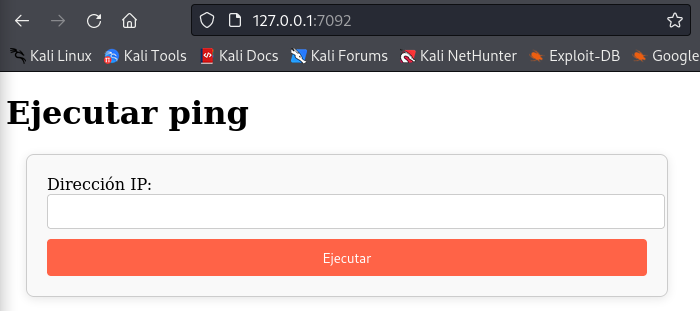 127.0.0.1:7092
Kali Linux Kali Tools Kali Docs Kali Forums Kali NetHunter Exploit-DB Google
Ejecutar ping
Dirección IP:
Ejecutar